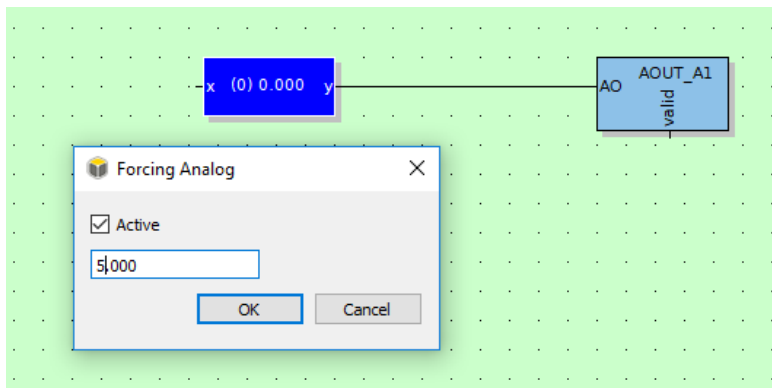 x (0) 0.000 y
AO AOUT_A1
valid
Forcing Analog
Active
5.000
OK Cancel